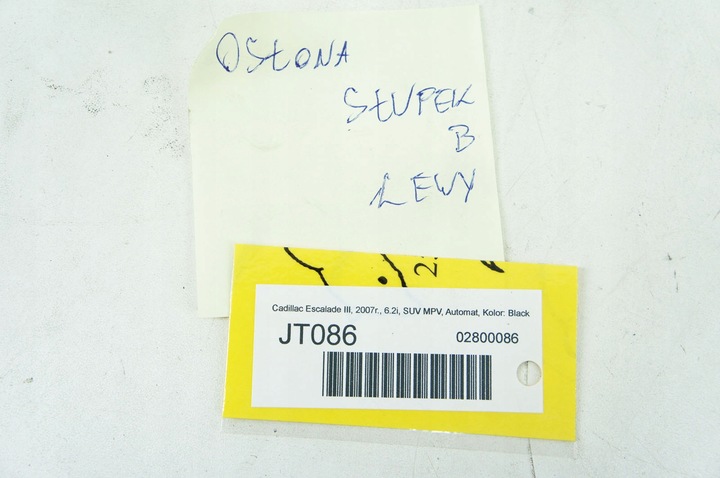 OSŁONA
SŁUPEK
B
LEWY
Cadillac Escalade III, 2007r., 6.2i, SUV MPV, Automat, Kolor: Black
JT086
02800086